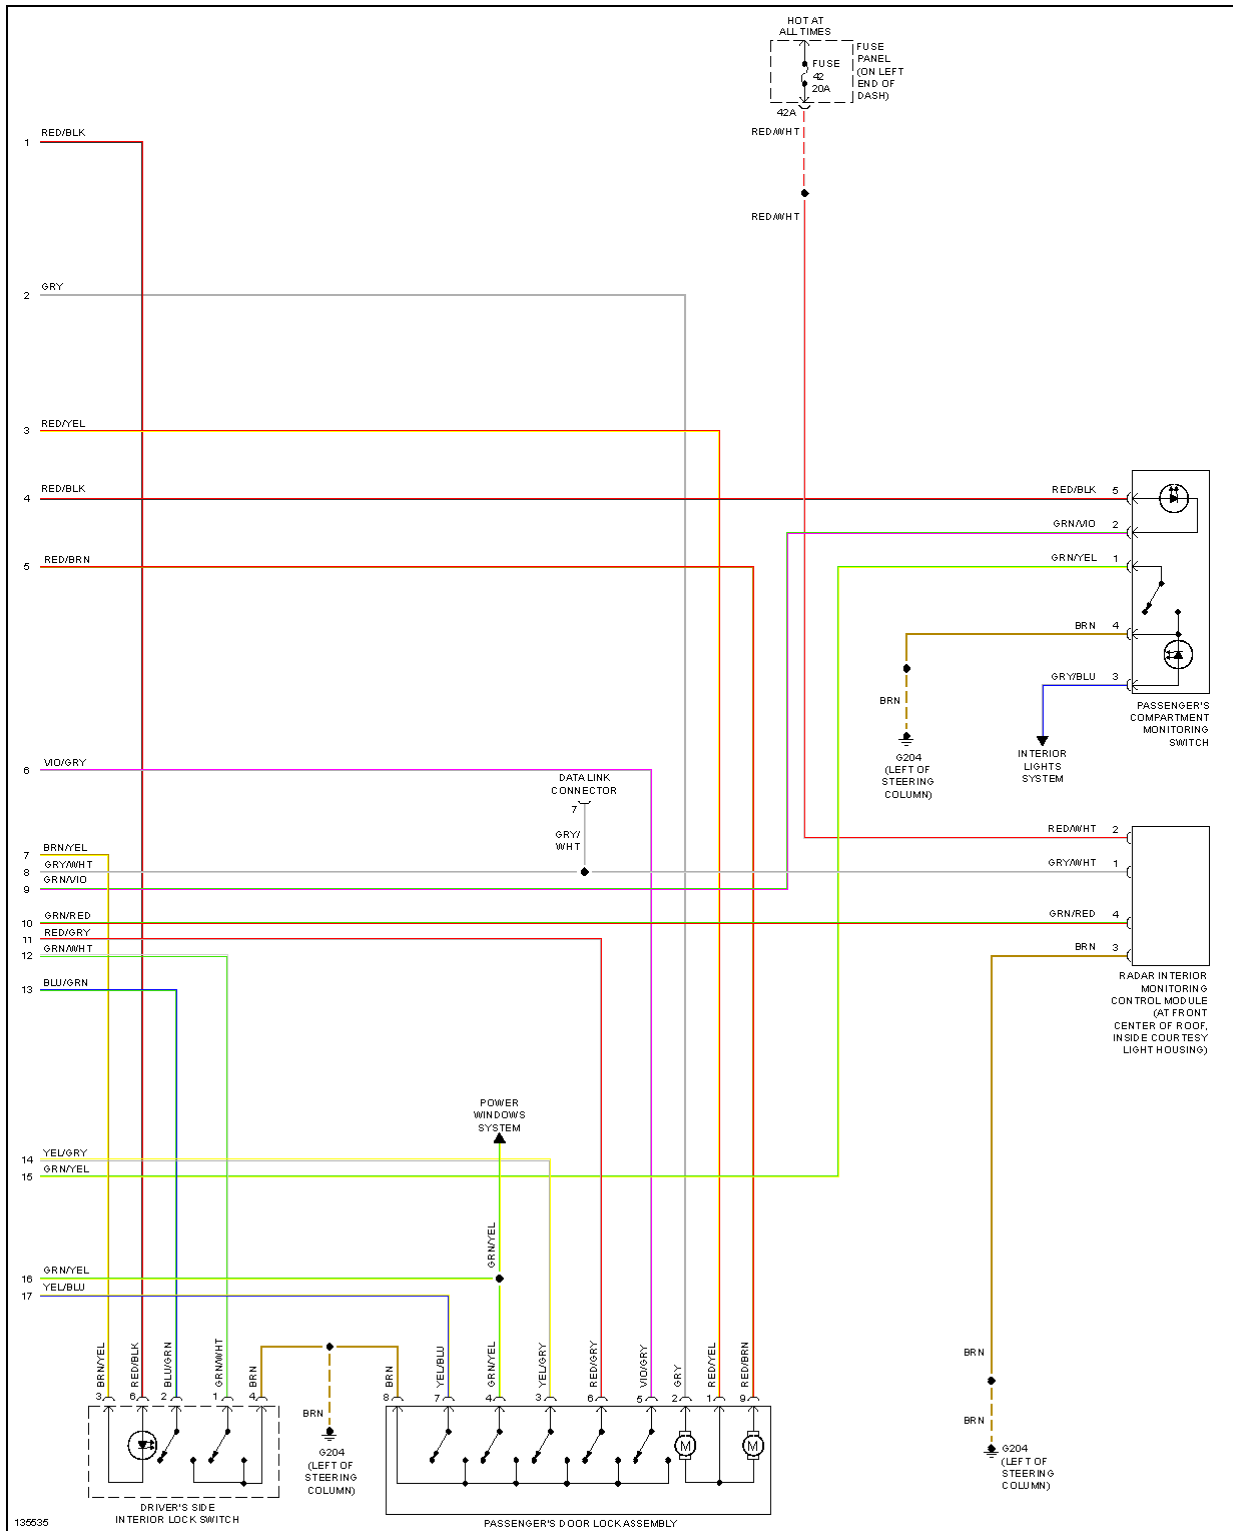 HOT AT
ALL TIMES
FUSE
42
20A
FUSE
PANEL
(ON LEFT
END OF
DASH)
42A
RED/WHT
RED/WHT
1 RED/BLK
2 GRY
3 RED/YEL
4 RED/BLK
RED/BLK 5
GRN/VIO 2
5 RED/BRN
GRN/YEL 1
BRN 4
GRY/BLU 3
BRN
PASSENGER'S
COMPARTMENT
MONITORING
SWITCH
G204
(LEFT OF
STEERING
COLUMN)
INTERIOR
LIGHTS
SYSTEM
6 VIO/GRY
DATA LINK
CONNECTOR
7
GRY/
WHT
RED/WHT 2
7 BRN/YEL
8 GRY/WHT
GRY/WHT 1
9 GRN/VIO
10 GRN/RED
GRN/RED 4
11 RED/GRY
12 GRN/WHT
BRN 3
13 BLU/GRN
RADAR INTERIOR
MONITORING
CONTROL MODULE
(AT FRONT
CENTER OF ROOF,
INSIDE COURTESY
LIGHT HOUSING)
POWER
WINDOWS
SYSTEM
14 YEL/GRY
15 GRN/YEL
GRN/YEL
16 GRN/YEL
17 YEL/BLU
BRN/YEL
RED/BLK
BLU/GRN
GRN/WHT
BRN
BRN
YEL/BLU
GRN/YEL
YEL/GRY
RED/GRY
VIO/GRY
GRY
RED/YEL
RED/BRN
3 6 2 1 4
8 7 4 3 6 5 2 1 9
BRN
G204
(LEFT OF
STEERING
COLUMN)
M
M
BRN
BRN
G204
(LEFT OF
STEERING
COLUMN)
DRIVER'S SIDE
INTERIOR LOCK SWITCH
PASSENGER'S DOOR LOCK ASSEMBLY
135535